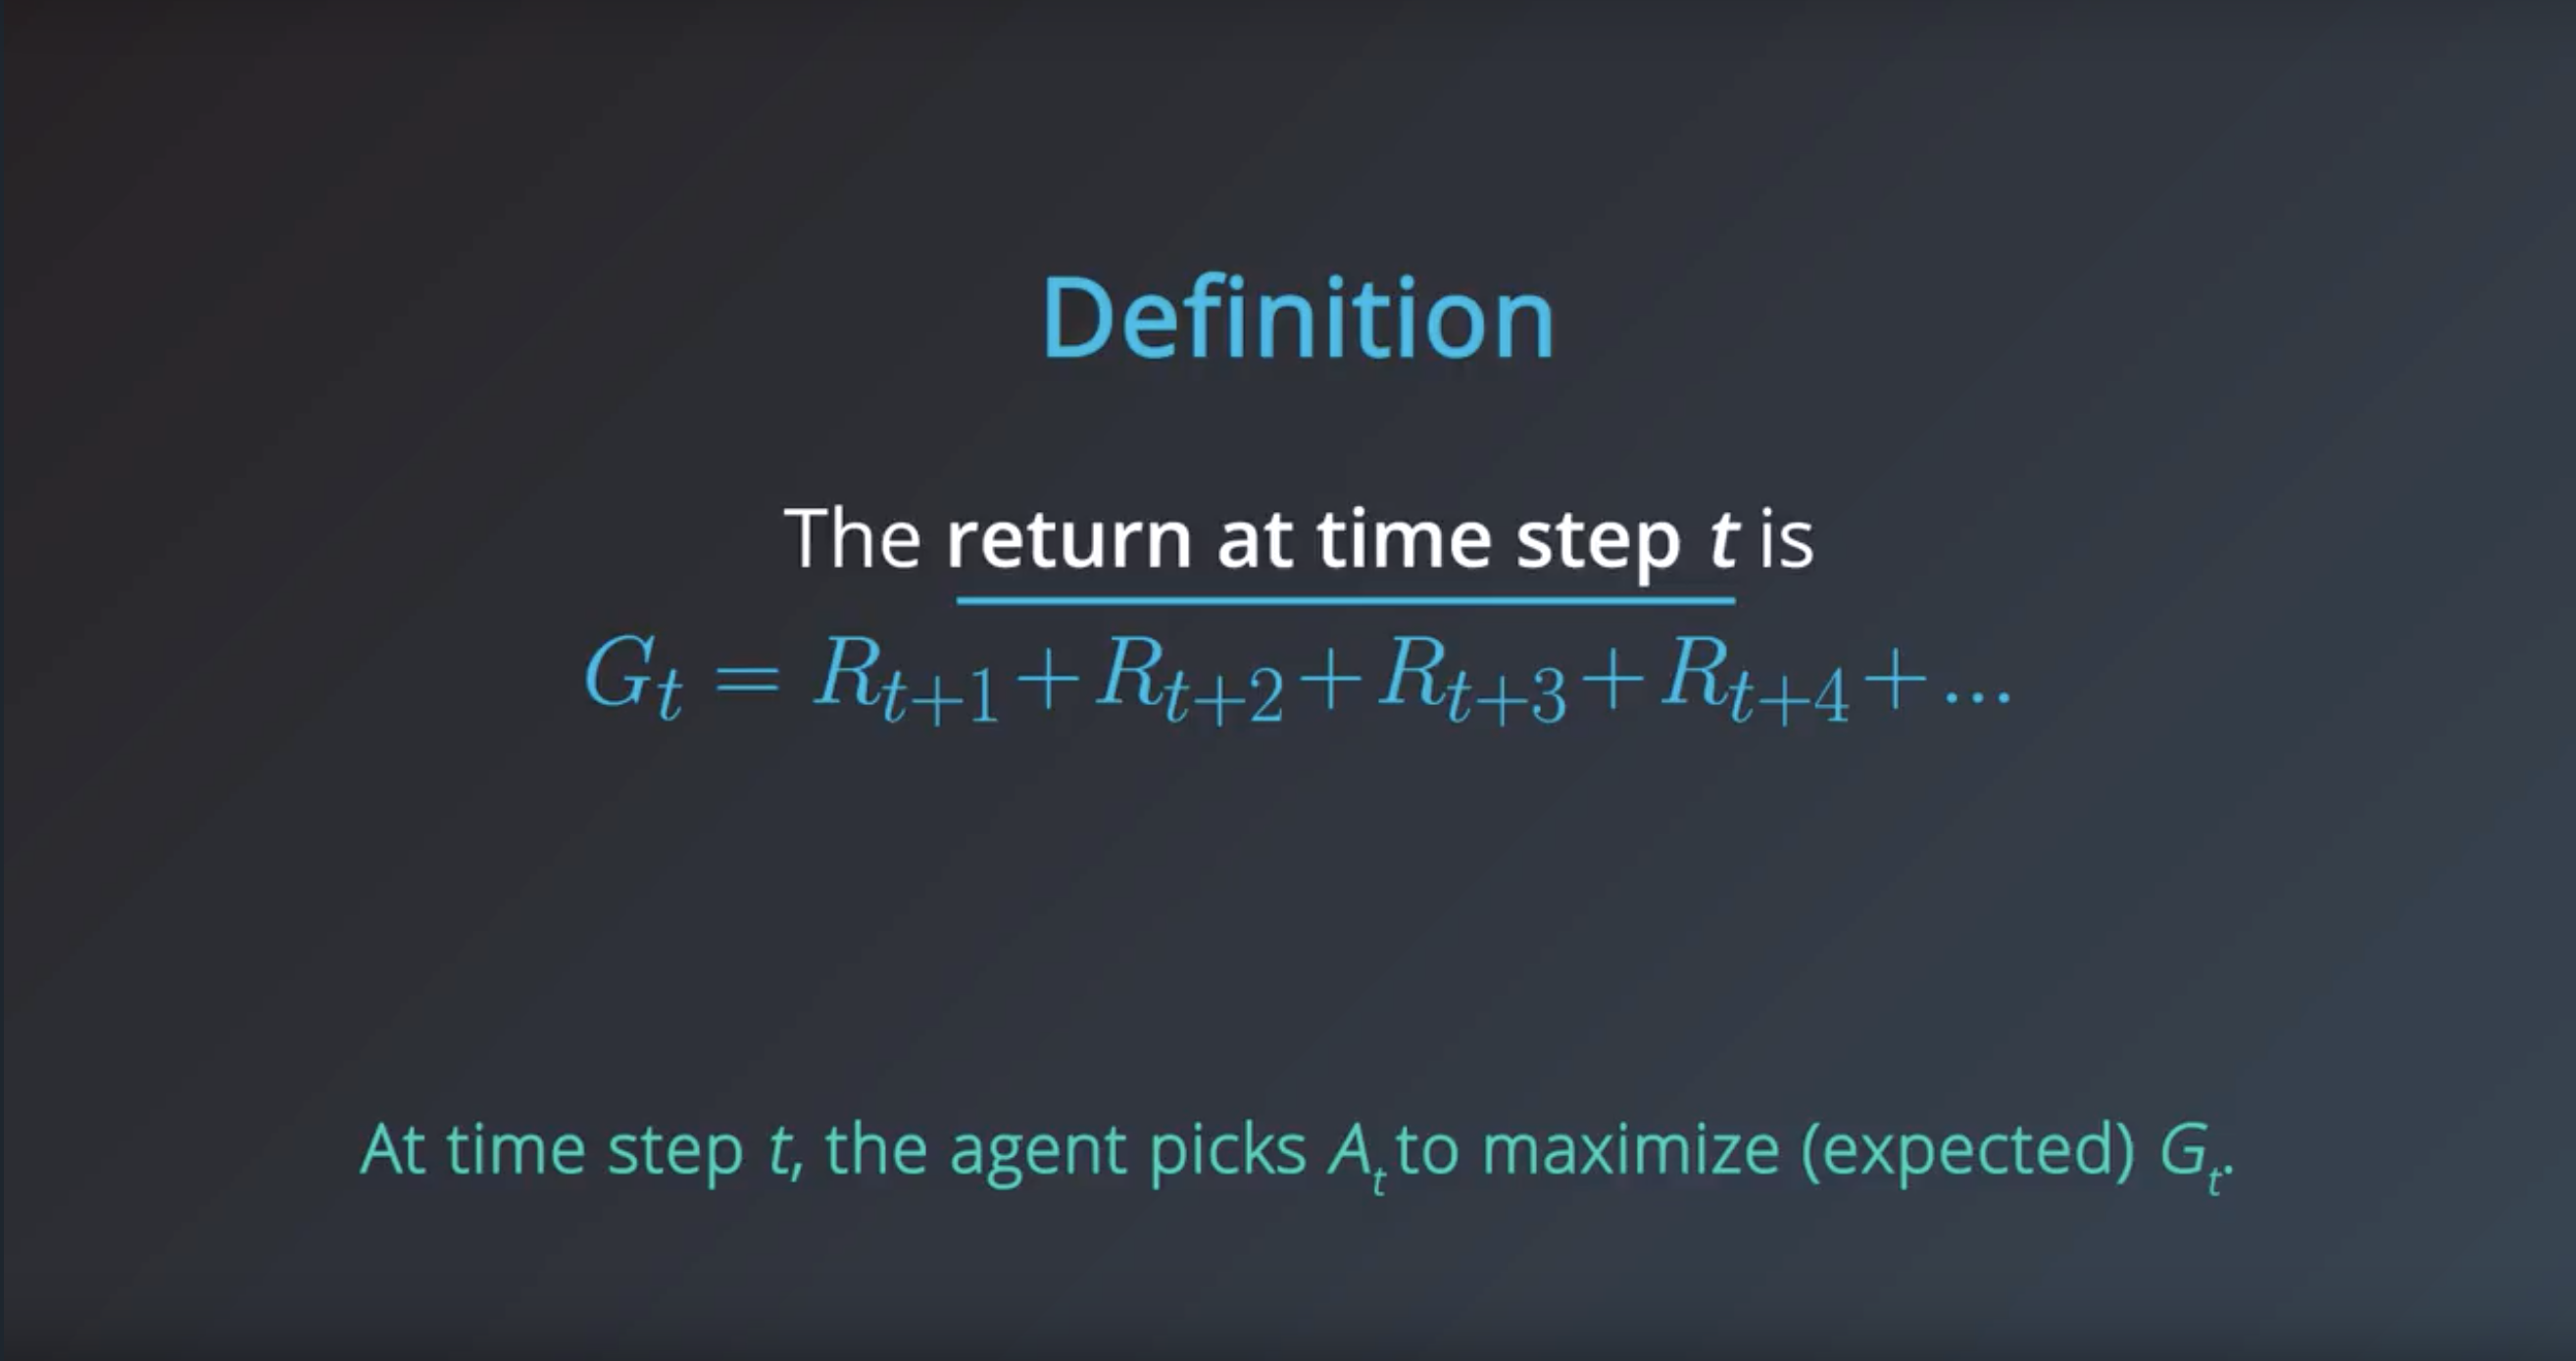 Definition
The return at time step t is
G_t = R_{t+1} + R_{t+2} + R_{t+3} + R_{t+4} + ...
At time step t, the agent picks A_t to maximize (expected) G_t.